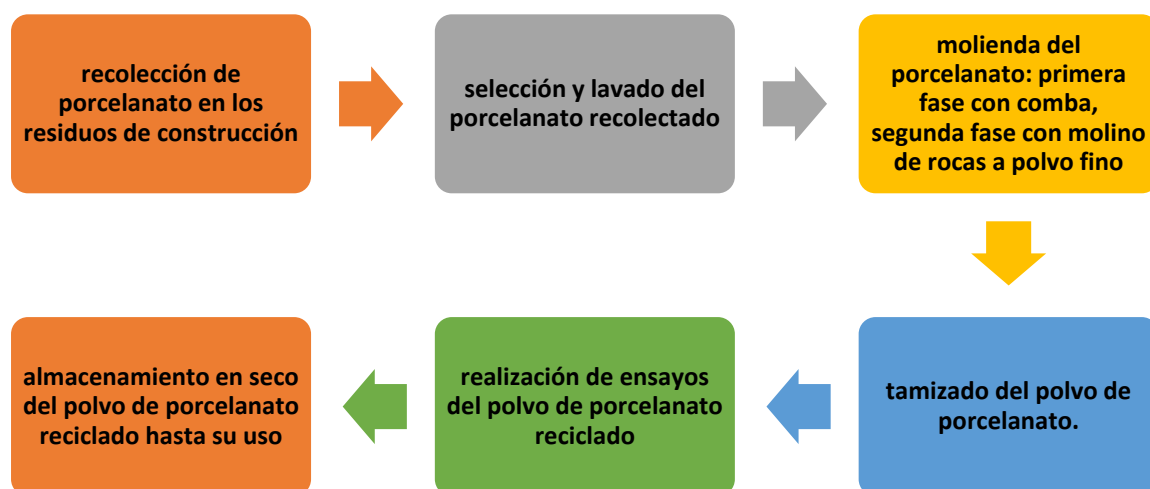 recolección de
porcelanato en los
residuos de construcción
selección y lavado del
porcelanato recolectado
molienda del
porcelanato: primera
fase con comba,
segunda fase con molino
de rocas a polvo fino
tamizado del polvo de
porcelanato.
realización de ensayos
del polvo de porcelanato
reciclado
almacenamiento en seco
del polvo de porcelanato
reciclado hasta su uso